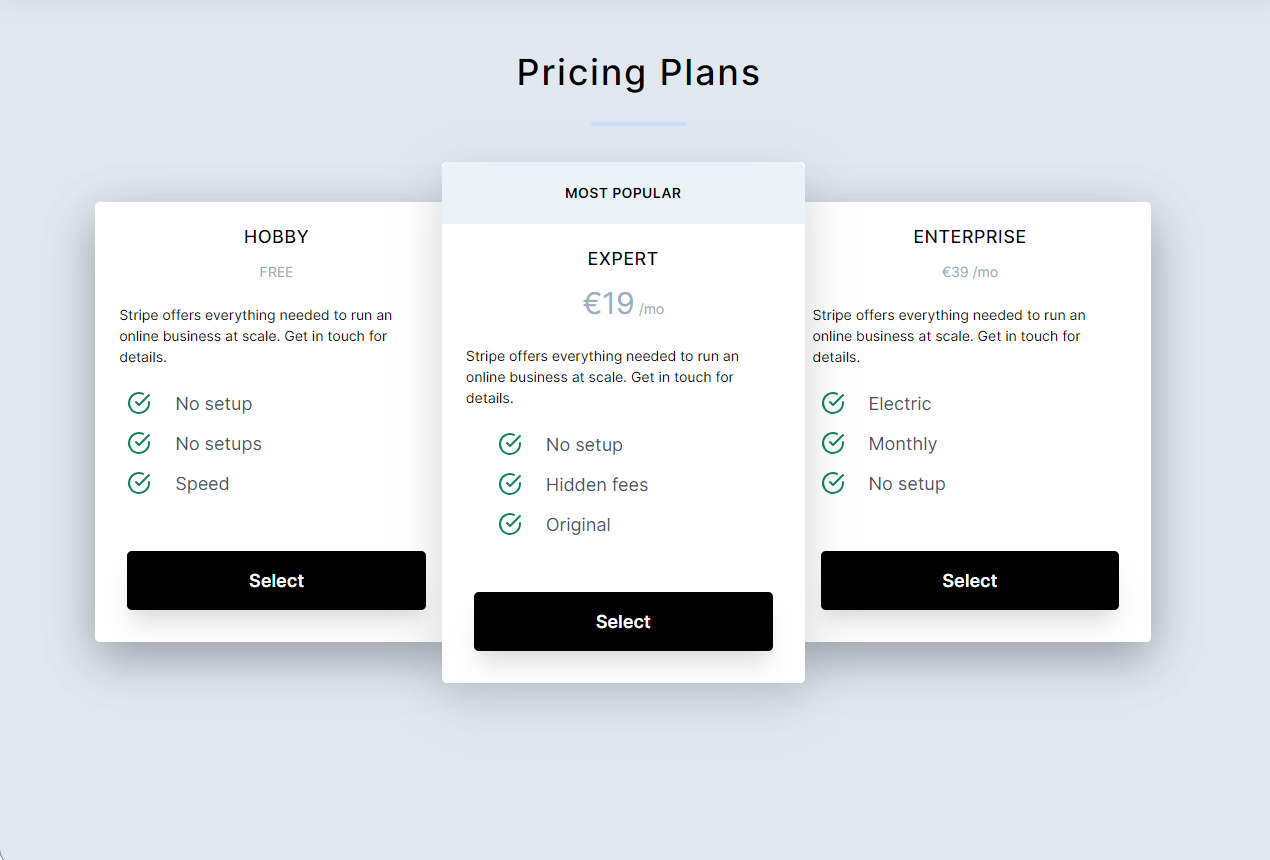 Pricing Plans
HOBBY
FREE
Stripe offers everything needed to run an
online business at scale. Get in touch for
details.
No setup
No setups
Speed
Select
MOST POPULAR
EXPERT
€19 /mo
Stripe offers everything needed to run an
online business at scale. Get in touch for
details.
No setup
Hidden fees
Original
Select
ENTERPRISE
€39 /mo
Stripe offers everything needed to run an
online business at scale. Get in touch for
details.
Electric
Monthly
No setup
Select